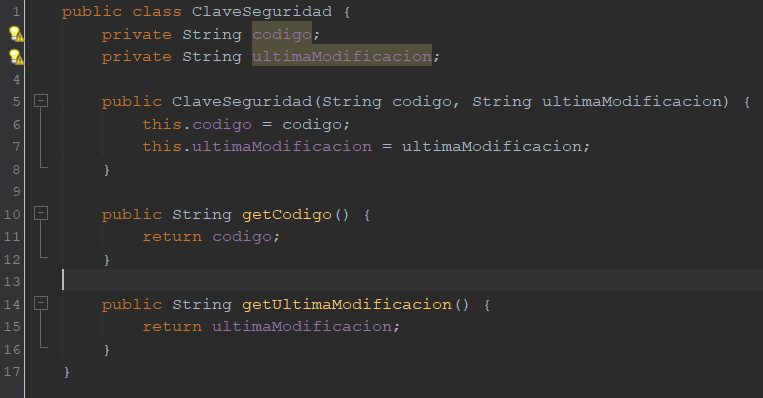 1 public class ClaveSeguridad {
private String codigo;
private String ultimaModificacion;
4
5 public ClaveSeguridad(String codigo, String ultimaModificacion) {
6 this.codigo = codigo;
7 this.ultimaModificacion = ultimaModificacion;
8 }
9
10 public String getCodigo() {
11 return codigo;
12 }
13
14 public String getUltimaModificacion() {
15 return ultimaModificacion;
16 }
17 }